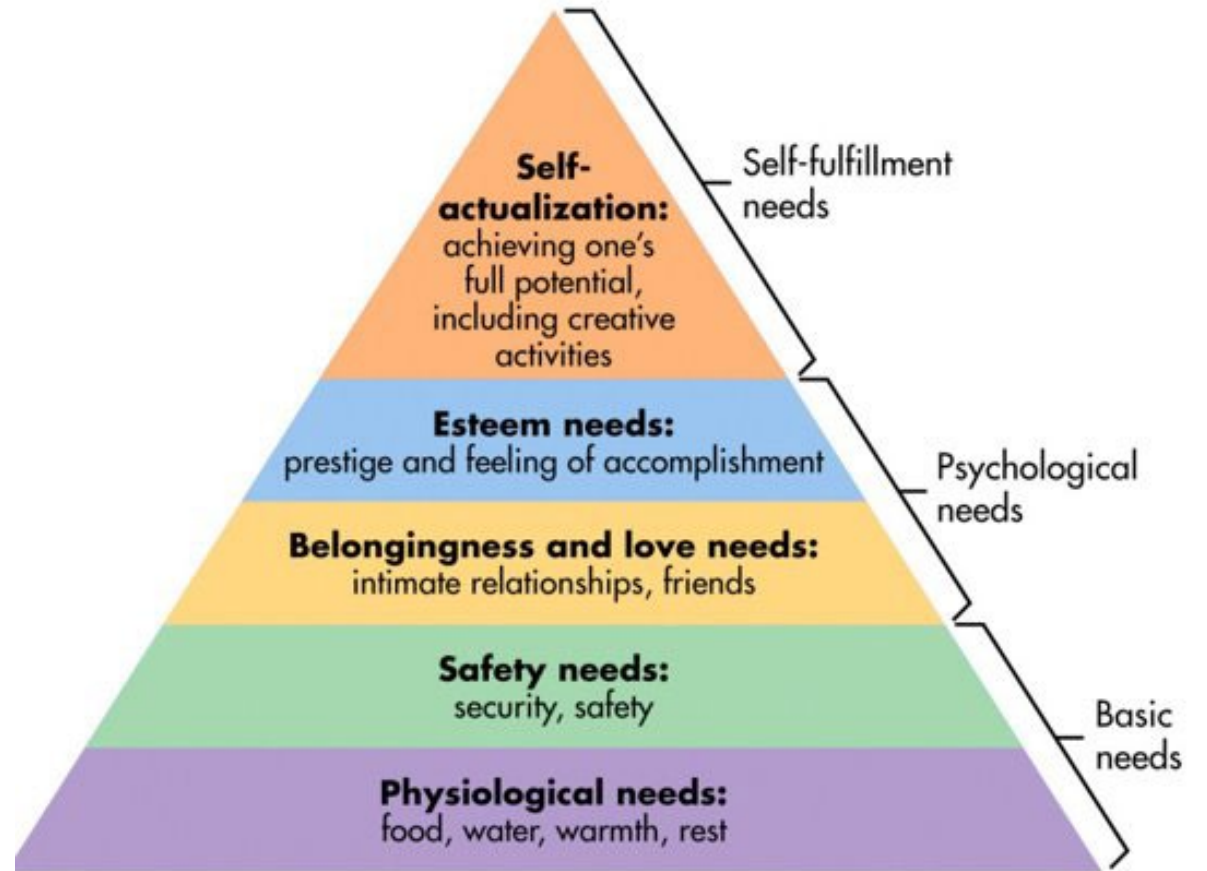 Self-
actualization:
achieving one's
full potential,
including creative
activities
Self-fulfillment
needs
Esteem needs:
prestige and feeling of accomplishment
Psychological
needs
Belongingness and love needs:
intimate relationships, friends
Safety needs:
security, safety
Basic
needs
Physiological needs:
food, water, warmth, rest